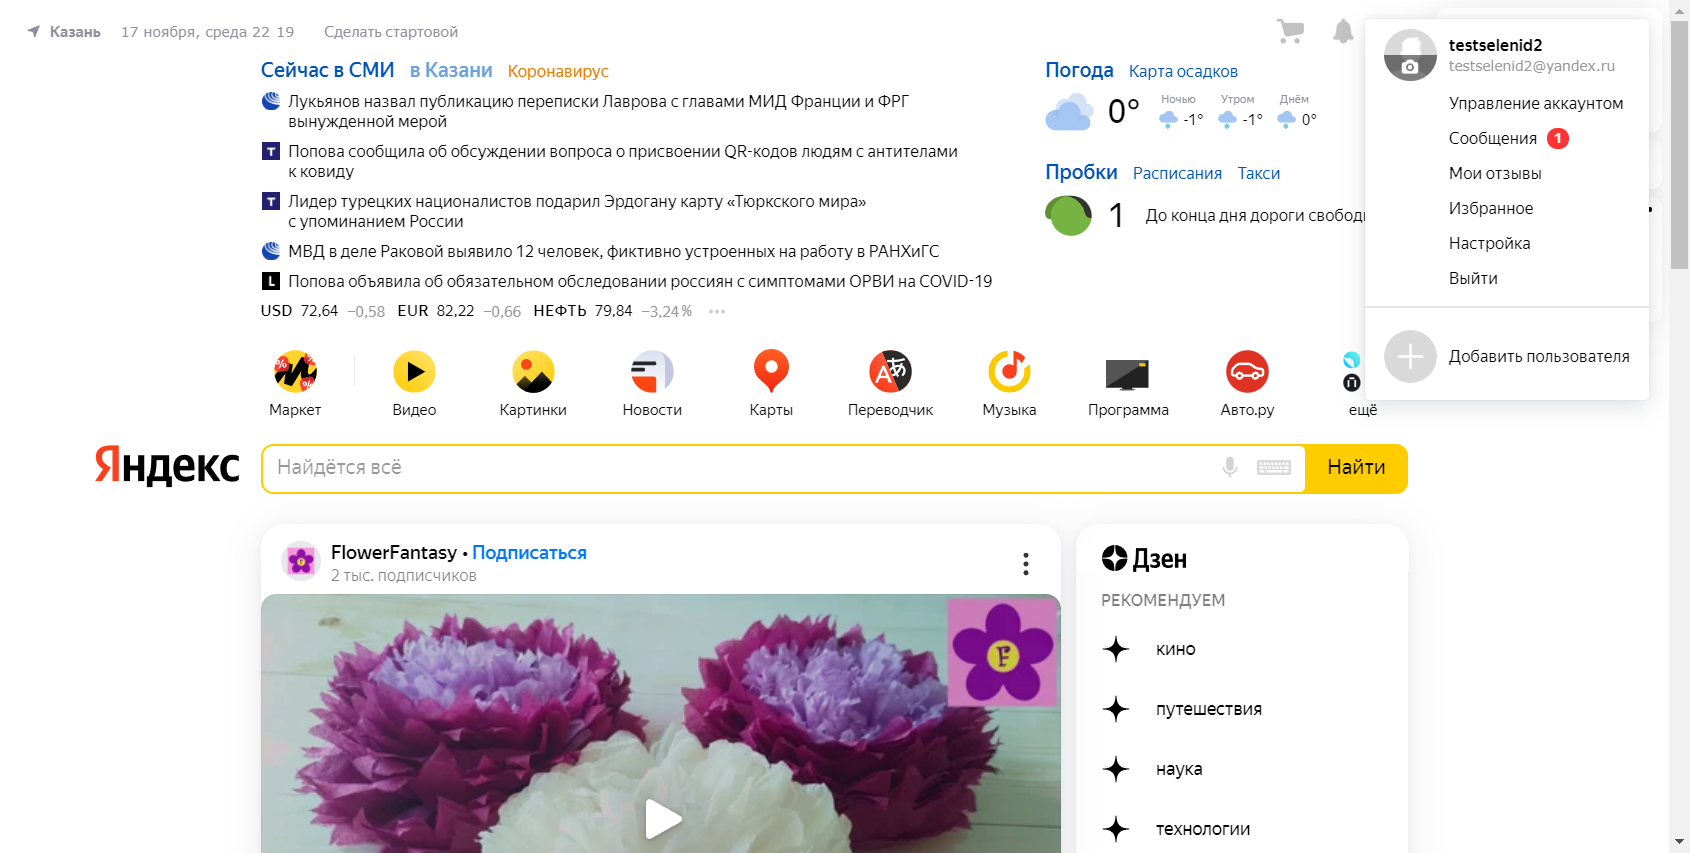 Казань 17 ноября, среда 22 19 Сделать стартовой
Сейчас в СМИ в Казани Коронавирус
Лукьянов назвал публикацию переписки Лаврова с главами МИД Франции и ФРГ
вынужденной мерой
Попова сообщила об обсуждении вопроса о присвоении QR-кодов людям с антителами
к ковиду
Лидер турецких националистов подарил Эрдогану карту «Тюркского мира»
с упоминанием России
МВД в деле Раковой выявило 12 человек, фиктивно устроенных на работу в РАНХиГС
Попова объявила об обязательном обследовании россиян с симптомами ОРВИ на COVID-19
USD 72,64 −0,58 EUR 82,22 −0,66 НЕФТЬ 79,84 −3,24% •••
Погода Карта осадков
0° Ночью -1° Утром -1° Днём 0°
Пробки Расписания Такси
1 До конца дня дороги свободн
testselenid2
testselenid2@yandex.ru
Управление аккаунтом
Сообщения 1
Мои отзывы
Избранное
Настройка
Выйти
Добавить пользователя
Маркет Видео Картинки Новости Карты Переводчик Музыка Программа Авто.ру ещё
Яндекс Найдётся всё Найти
FlowerFantasy • Подписаться
2 тыс. подписчиков
F
Дзен
РЕКОМЕНДУЕМ
кино
путешествия
наука
технологии